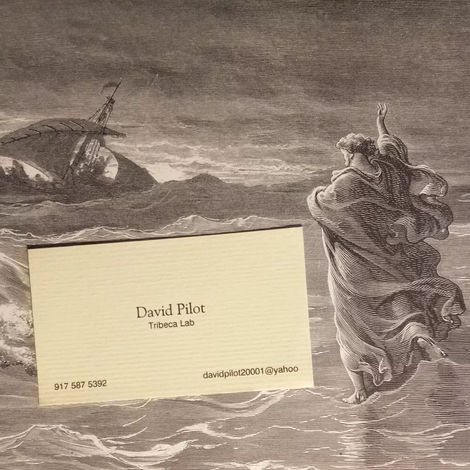 David Pilot
Tribeca Lab
917 587 5392
davidpilot20001@yahoo